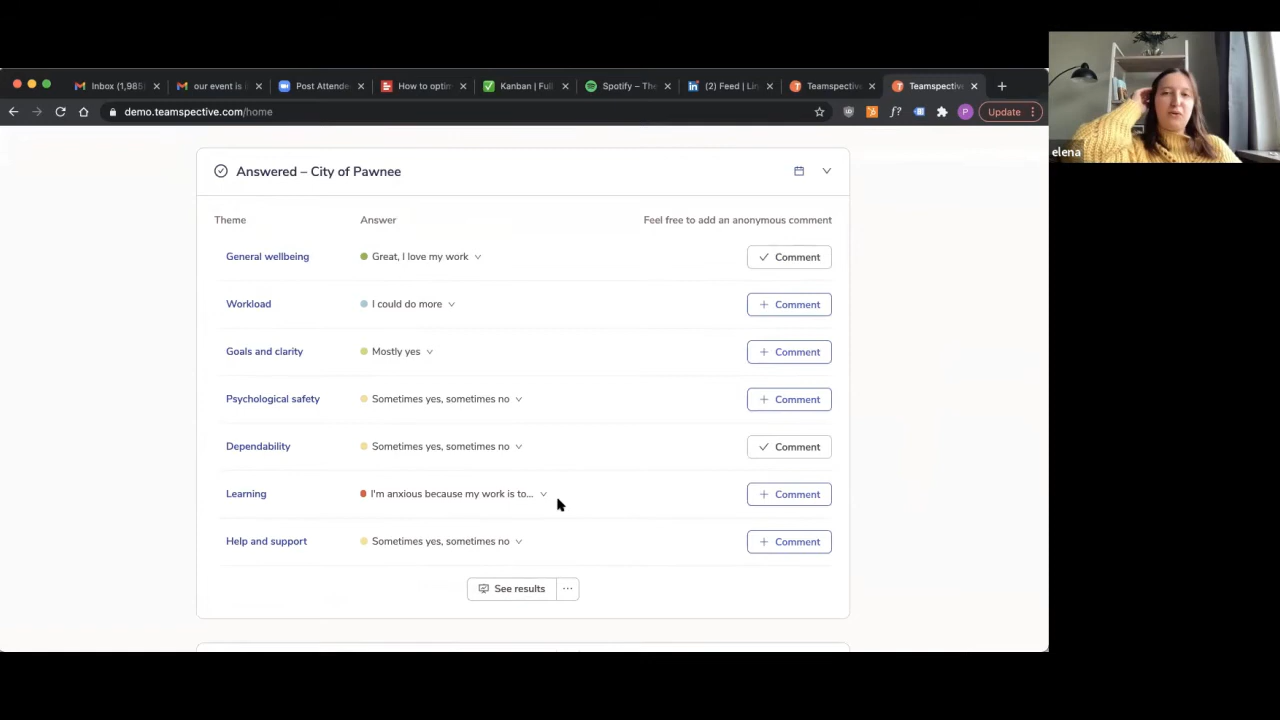 Inbox (1,985)
our event is
Post Attende
How to optim
Kanban | Full
Spotify – The
(2) Feed | Lin
Teamspective
Teamspective
demo.teamspective.com/home
f?
P
Update
elena
Answered – City of Pawnee
Theme
Answer
Feel free to add an anonymous comment
General wellbeing
Great, I love my work
Comment
Workload
I could do more
+ Comment
Goals and clarity
Mostly yes
+ Comment
Psychological safety
Sometimes yes, sometimes no
+ Comment
Dependability
Sometimes yes, sometimes no
Comment
Learning
I'm anxious because my work is to...
+ Comment
Help and support
Sometimes yes, sometimes no
+ Comment
See results
...